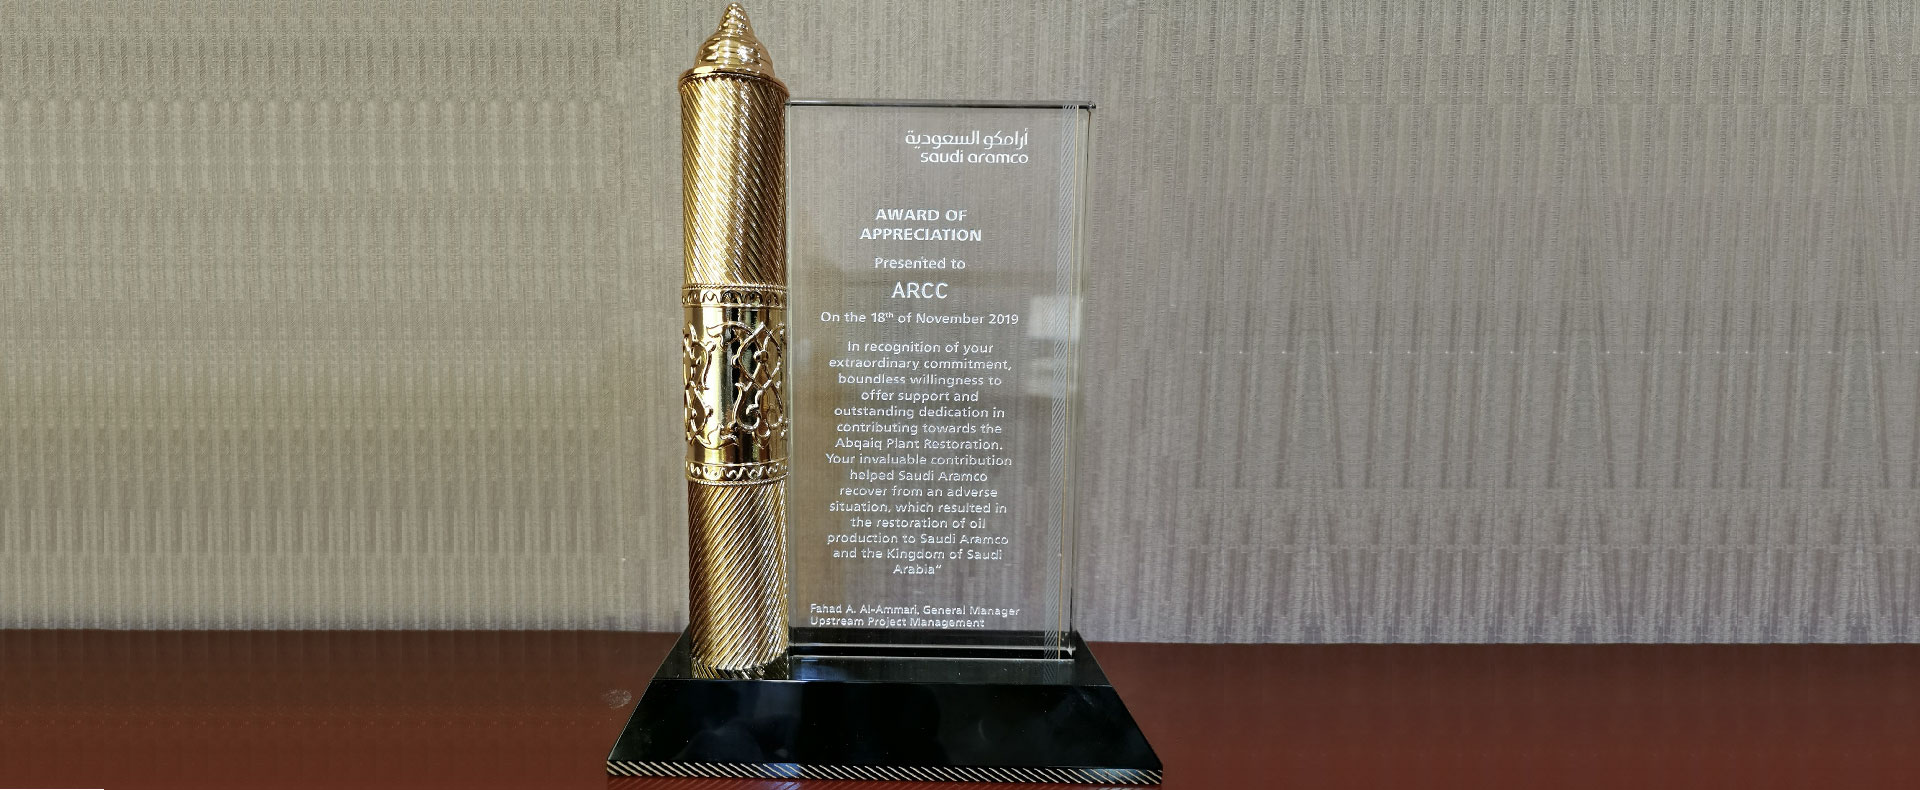 أرامكو السعودية
saudi aramco
AWARD OF
APPRECIATION
Presented to
ARCC
On the 18th of November 2019
In recognition of your
extraordinary commitment,
boundless willingness to
offer support and
outstanding dedication in
contributing towards the
Abqaiq Plant Restoration.
Your invaluable contribution
helped Saudi Aramco
recover from an adverse
situation, which resulted in
the restoration of oil
production to Saudi Aramco
and the Kingdom of Saudi
Arabia“
Fahad A. Al-Ammari, General Manager
Upstream Project Management